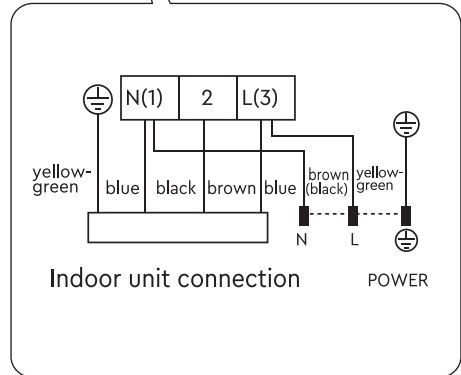 N(1) 2 L(3)
yellow-
green
blue
black
brown
blue
brown
(black)
yellow-
green
N
L
Indoor unit connection
POWER